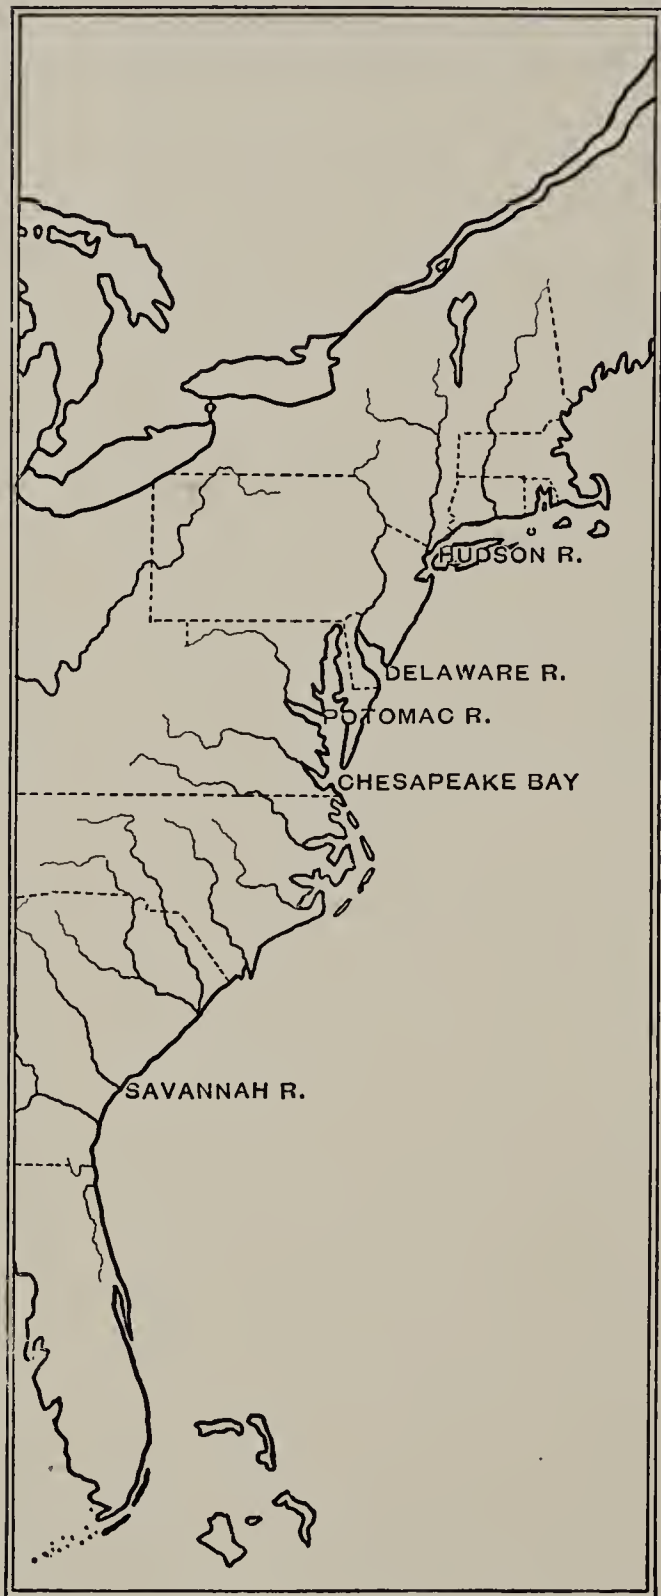 HUDSON R.
DELAWARE R.
POTOMAC R.
CHESAPEAKE BAY
SAVANNAH R.